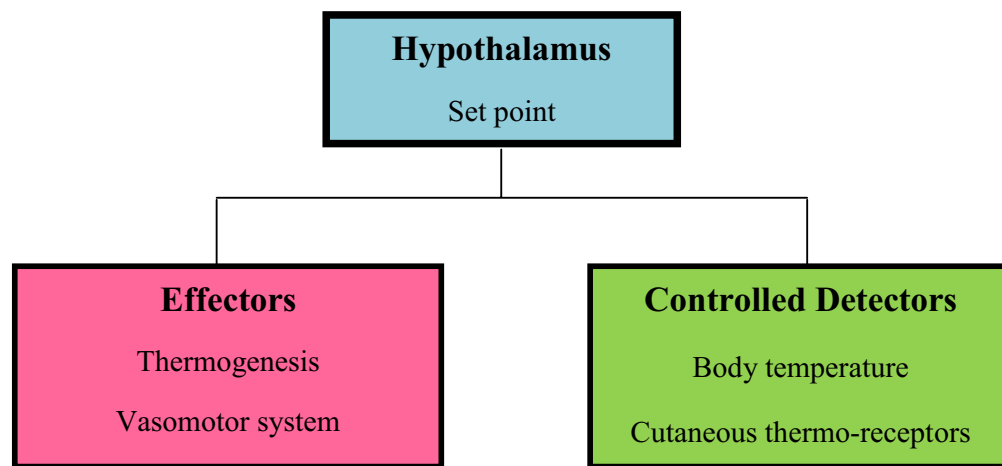 Hypothalamus
Set point
Effectors
Thermogenesis
Vasomotor system
Controlled Detectors
Body temperature
Cutaneous thermo-receptors